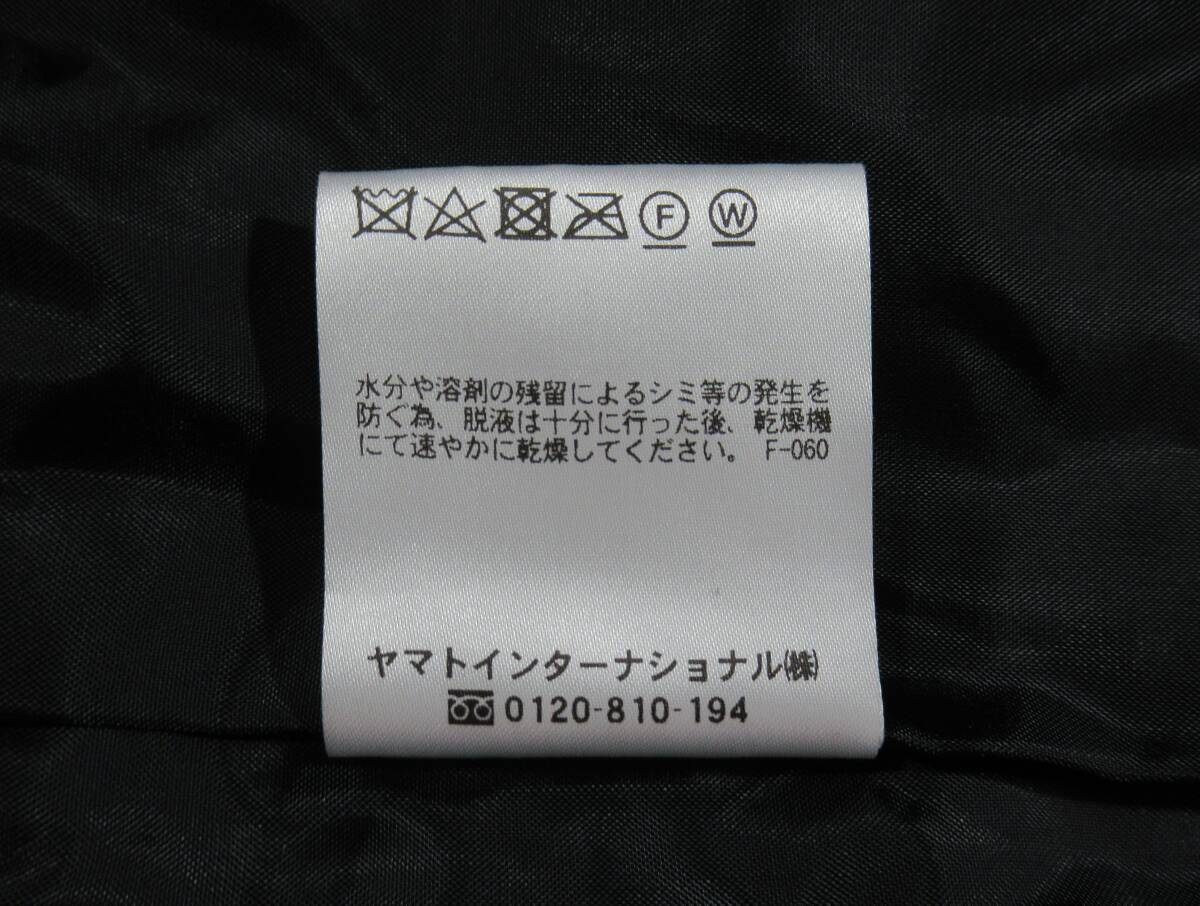 F W
水分や溶剤の残留によるシミ等の発生を
防ぐ為、脱液は十分に行った後、乾燥機
にて速やかに乾燥してください。 F-060
ヤマトインターナショナル㈱
0120-810-194